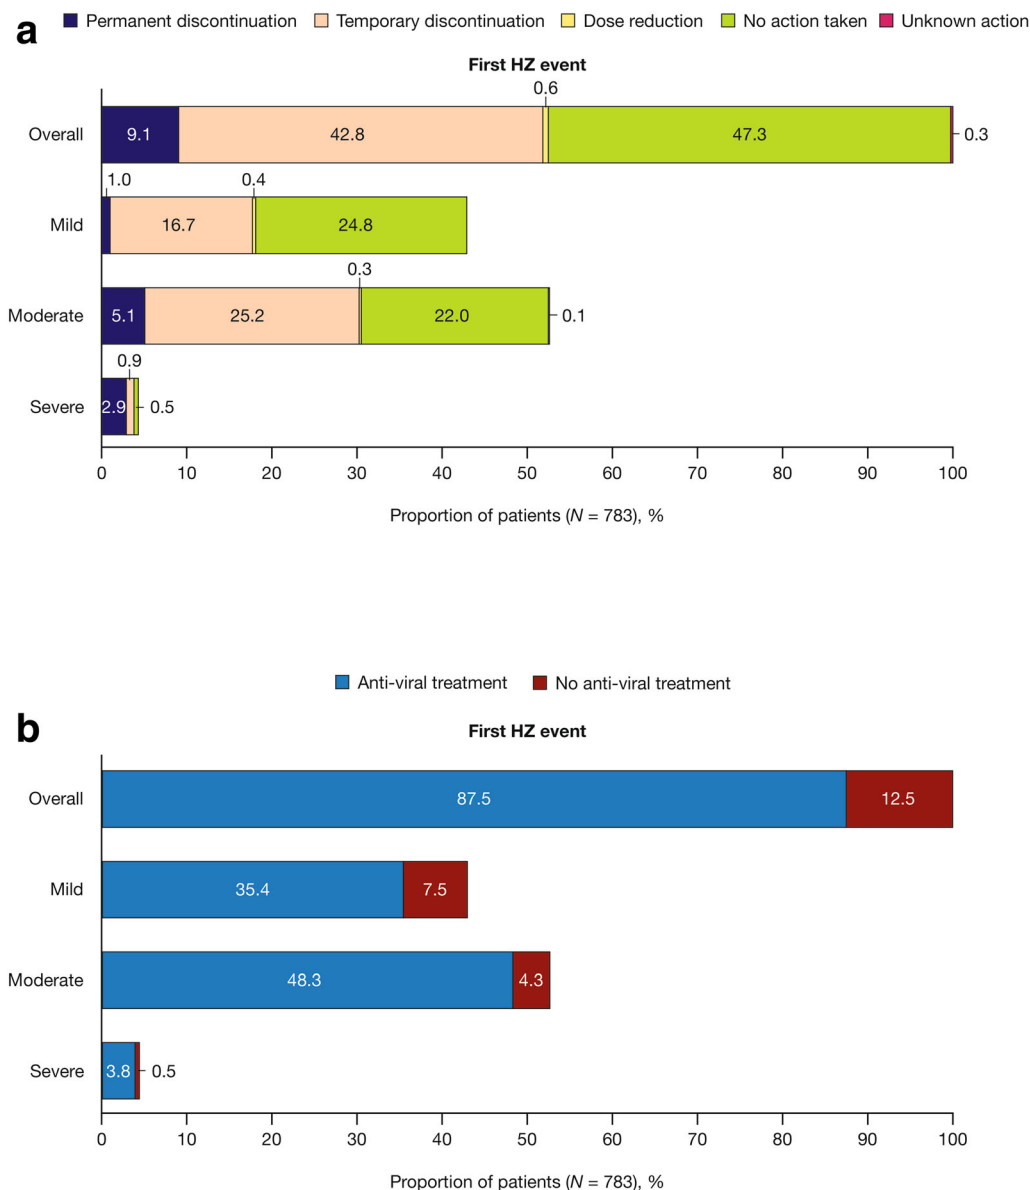 a
Permanent discontinuation Temporary discontinuation Dose reduction No action taken Unknown action
First HZ event
0.6
Overall 9.1 42.8 47.3 0.3
1.0 0.4
Mild 16.7 24.8
0.3
Moderate 5.1 25.2 22.0 0.1
0.9
Severe 2.9 0.5
0 10 20 30 40 50 60 70 80 90 100
Proportion of patients (N = 783), %
Anti-viral treatment No anti-viral treatment
b
First HZ event
Overall 87.5 12.5
Mild 35.4 7.5
Moderate 48.3 4.3
Severe 3.8 0.5
0 10 20 30 40 50 60 70 80 90 100
Proportion of patients (N = 783), %